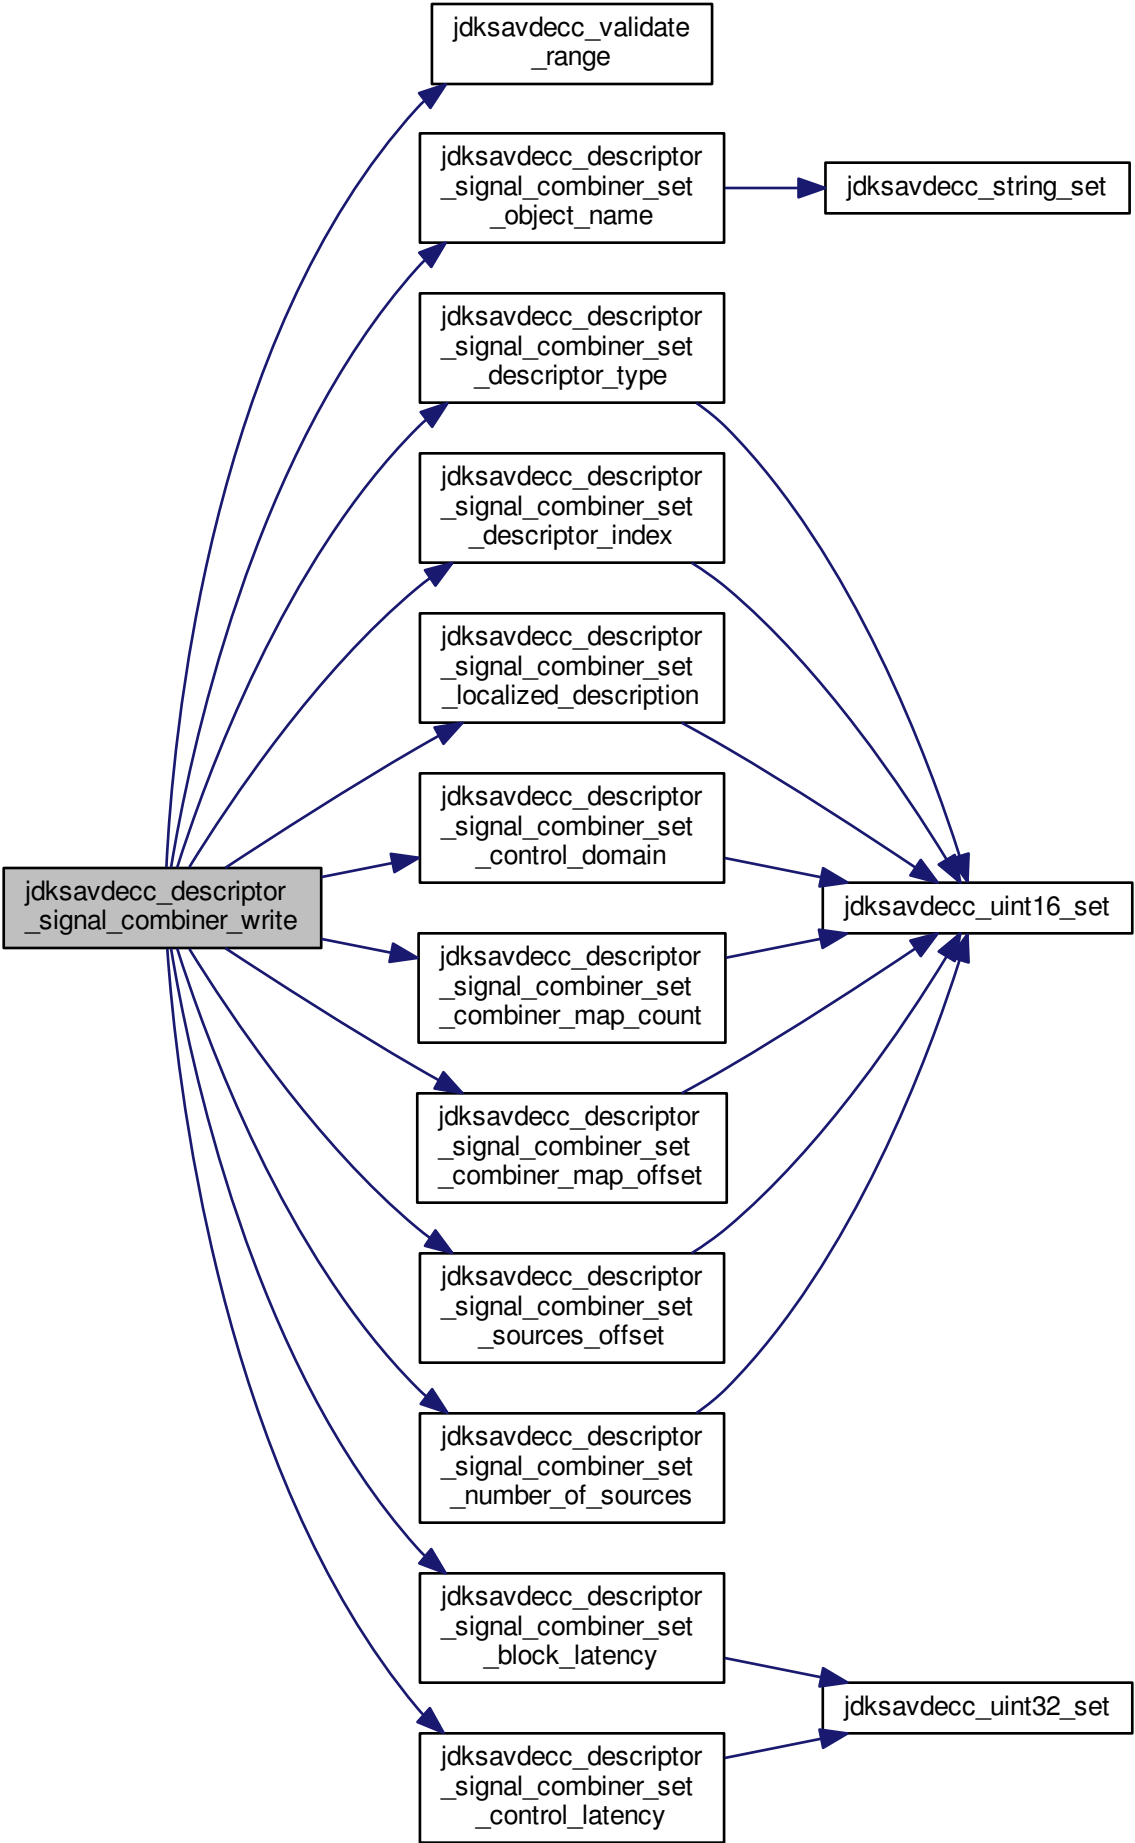 jdksavdecc_validate
_range
jdksavdecc_descriptor
_signal_combiner_set
_object_name
jdksavdecc_string_set
jdksavdecc_descriptor
_signal_combiner_set
_descriptor_type
jdksavdecc_descriptor
_signal_combiner_set
_descriptor_index
jdksavdecc_descriptor
_signal_combiner_set
_localized_description
jdksavdecc_descriptor
_signal_combiner_set
_control_domain
jdksavdecc_descriptor
_signal_combiner_write
jdksavdecc_uint16_set
jdksavdecc_descriptor
_signal_combiner_set
_combiner_map_count
jdksavdecc_descriptor
_signal_combiner_set
_combiner_map_offset
jdksavdecc_descriptor
_signal_combiner_set
_sources_offset
jdksavdecc_descriptor
_signal_combiner_set
_number_of_sources
jdksavdecc_descriptor
_signal_combiner_set
_block_latency
jdksavdecc_uint32_set
jdksavdecc_descriptor
_signal_combiner_set
_control_latency